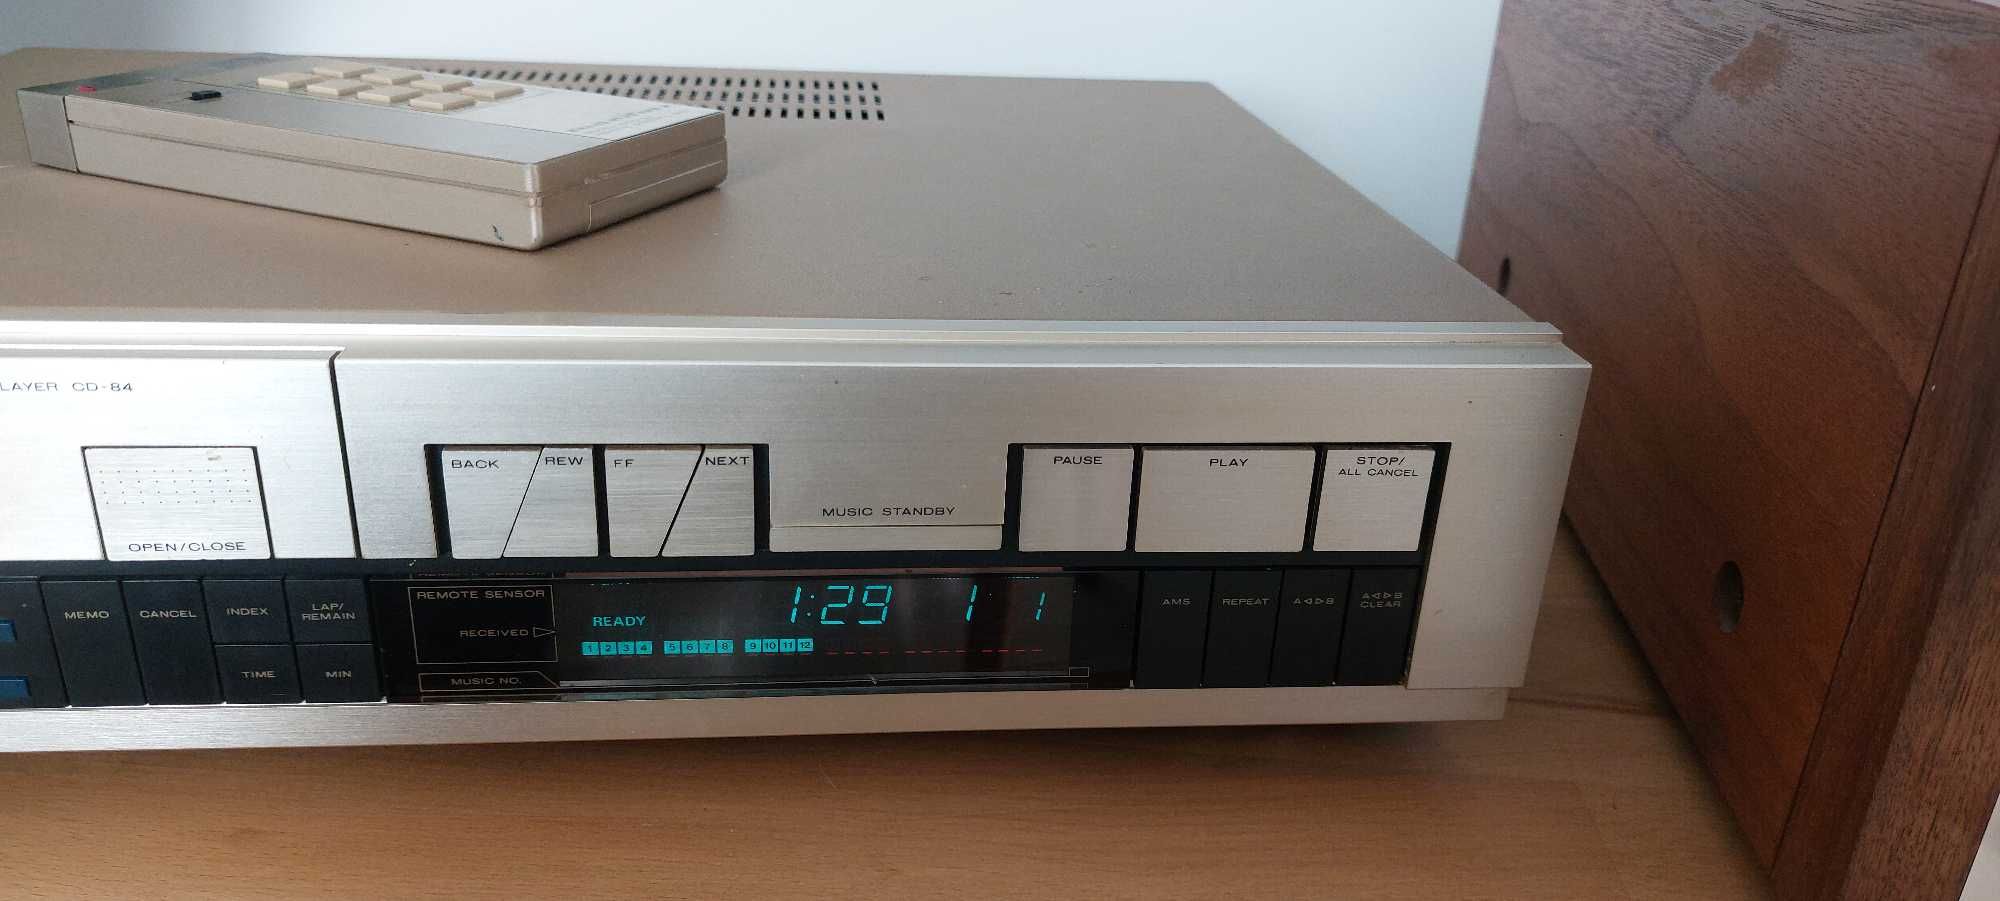 LAYER CD-84
OPEN/CLOSE
BACK
REW
FF
NEXT
MUSIC STANDBY
PAUSE
PLAY
STOP/
ALL CANCEL
MEMO
CANCEL
INDEX
LAP/
REMAIN
TIME
MIN
REMOTE SENSOR
RECEIVED
MUSIC NO.
READY
1:29 1 1
1 2 3 4 5 6 7 8 9 10 11 12
AMS
REPEAT
A◁▷B
A◁▷B
CLEAR